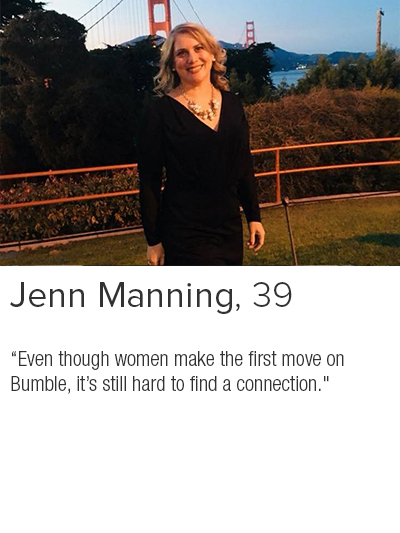 Jenn Manning, 39
“Even though women make the first move on
Bumble, it’s still hard to find a connection."